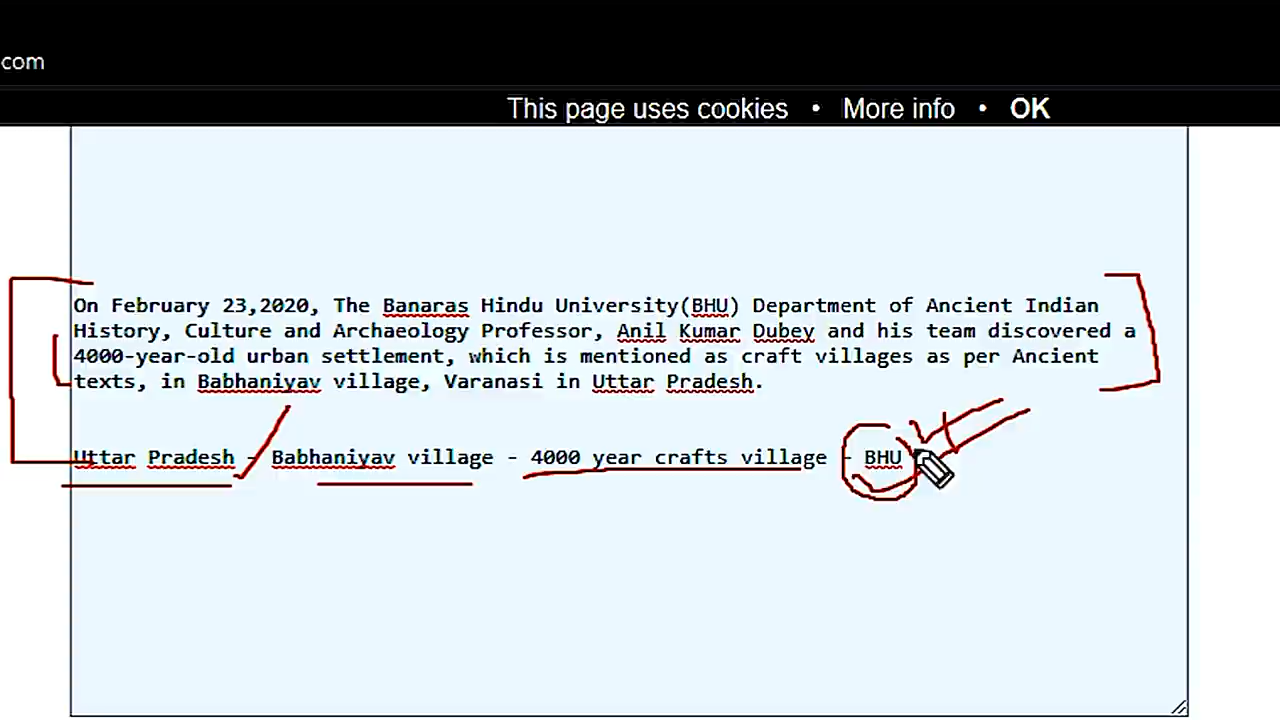 com
This page uses cookies • More info • OK
On February 23,2020, The Banaras Hindu University(BHU) Department of Ancient Indian
History, Culture and Archaeology Professor, Anil Kumar Dubey and his team discovered a
4000-year-old urban settlement, which is mentioned as craft villages as per Ancient
texts, in Babhaniyav village, Varanasi in Uttar Pradesh.
Uttar Pradesh - Babhaniyav village - 4000 year crafts village - BHU